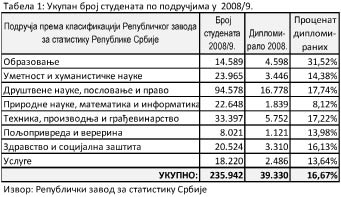 Табела 1: Укупан број студената по подручјима у 2008/9.
Подручја према класификацији Републичког завода за статистику Републике Србије
Број студената 2008/9.
Дипломирало 2008.
Проценат дипломираних
Образовање 14.589 4.598 31,52%
Уметност и хуманистичке науке 23.965 3.446 14,38%
Друштвене науке, пословање и право 94.578 16.778 17,74%
Природне науке, математика и информатика 22.648 1.839 8,12%
Техника, производња и грађевинарство 33.397 5.752 17,22%
Пољопривреда и верерина 8.021 1.121 13,98%
Здравство и социјална заштита 20.524 3.310 16,13%
Услуге 18.220 2.486 13,64%
УКУПНО: 235.942 39.330 16,67%
Извор: Републички завод за статистику Србије